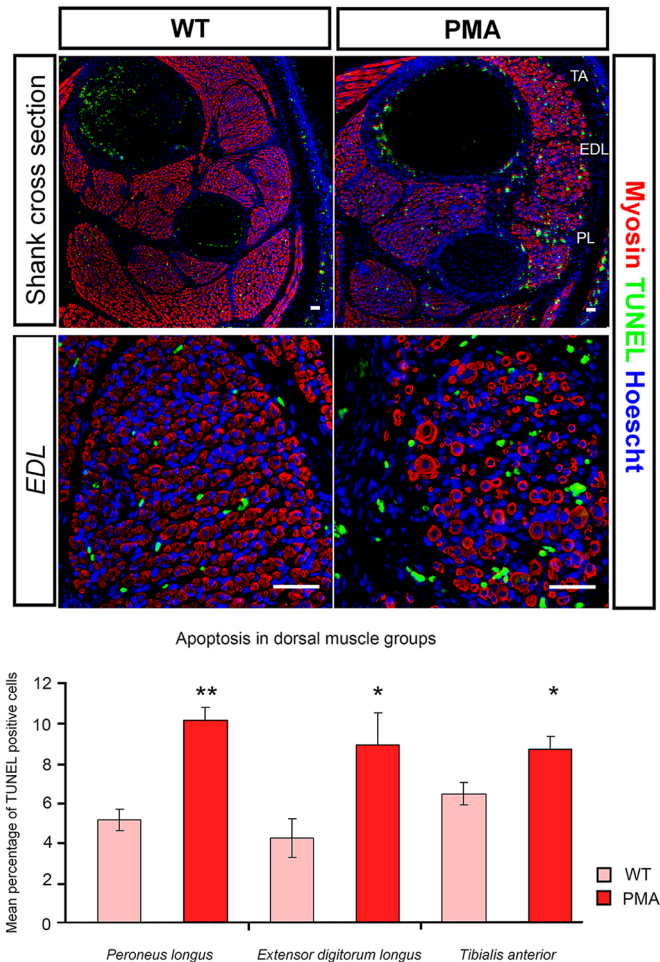 WT
PMA
Shank cross section
TA
EDL
PL
EDL
Myosin TUNEL Hoescht
Apoptosis in dorsal muscle groups
Mean percentage of TUNEL positive cells
12
10
8
6
4
2
0
**
*
*
WT
PMA
Peroneus longus
Extensor digitorum longus
Tibialis anterior